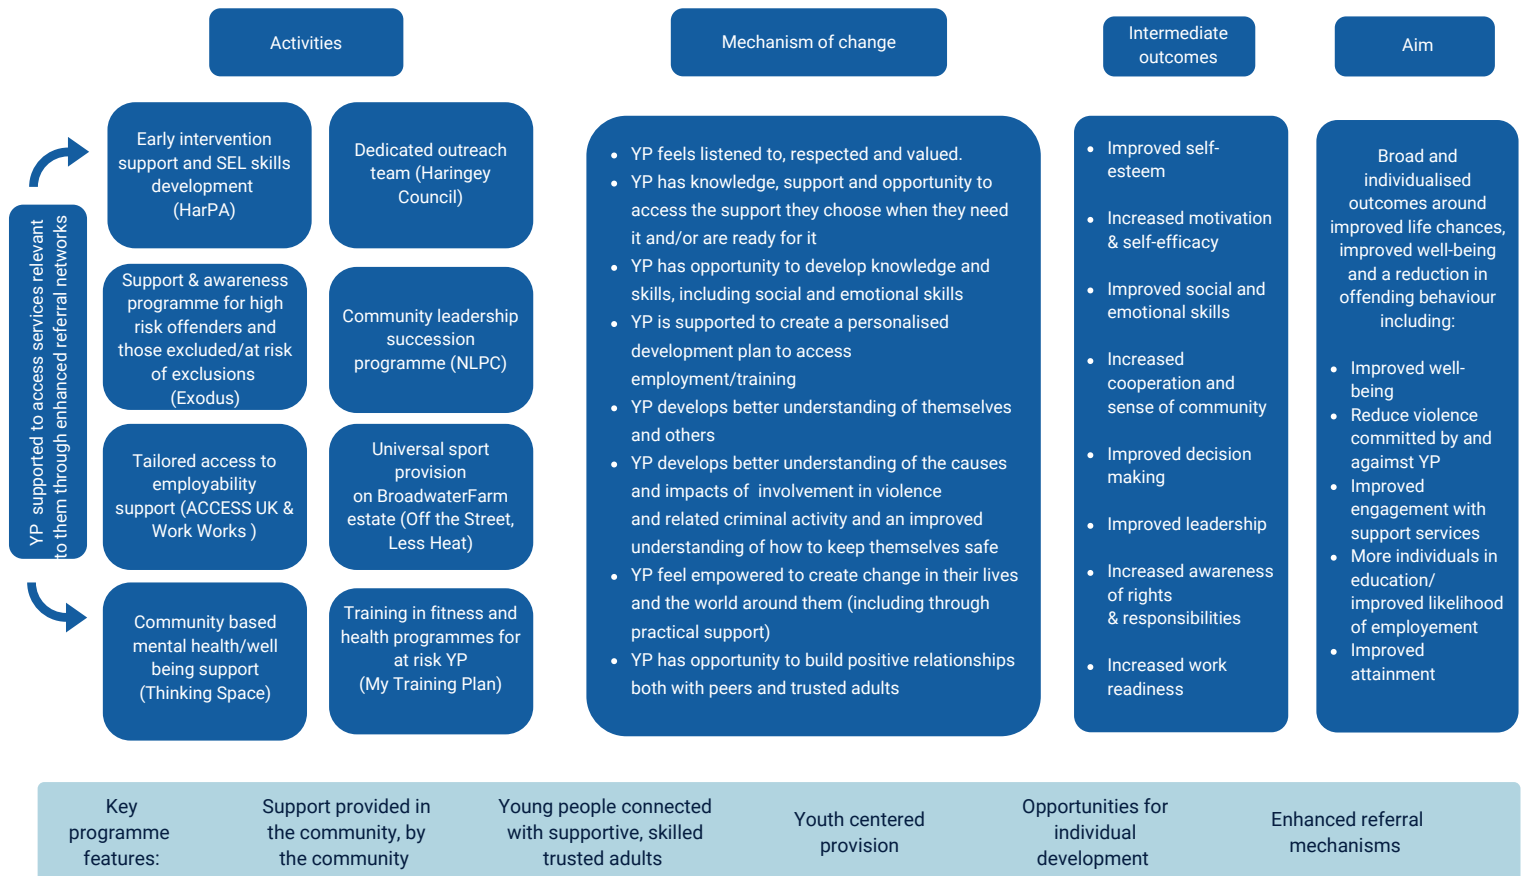 Activities
Mechanism of change
Intermediate
outcomes
Aim
YP supported to access services relevant
to them through enhanced referral networks
Early intervention
support and SEL skills
development
(HarPA)
Dedicated outreach
team (Haringey
Council)
Support & awareness
programme for high
risk offenders and
those excluded/at risk
of exclusions
(Exodus)
Community leadership
succession
programme (NLPC)
Tailored access to
employability
support (ACCESS UK &
Work Works )
Universal sport
provision
on BroadwaterFarm
estate (Off the Street,
Less Heat)
Community based
mental health/well
being support
(Thinking Space)
Training in fitness and
health programmes for
at risk YP
(My Training Plan)
• YP feels listened to, respected and valued.
• YP has knowledge, support and opportunity to
access the support they choose when they need
it and/or are ready for it
• YP has opportunity to develop knowledge and
skills, including social and emotional skills
• YP is supported to create a personalised
development plan to access
employment/training
• YP develops better understanding of themselves
and others
• YP develops better understanding of the causes
and impacts of involvement in violence
and related criminal activity and an improved
understanding of how to keep themselves safe
• YP feel empowered to create change in their lives
and the world around them (including through
practical support)
• YP has opportunity to build positive relationships
both with peers and trusted adults
• Improved self-
esteem
• Increased motivation
& self-efficacy
• Improved social and
emotional skills
• Increased
cooperation and
sense of community
• Improved decision
making
• Improved leadership
• Increased awareness
of rights
& responsibilities
• Increased work
readiness
Broad and
individualised
outcomes around
improved life chances,
improved well-being
and a reduction in
offending behaviour
including:
• Improved well-
being
• Reduce violence
committed by and
against YP
• Improved
engagement with
support services
• More individuals in
education/
improved likelihood
of employement
• Improved
attainment
Key
programme
features:
Support provided in
the community, by
the community
Young people connected
with supportive, skilled
trusted adults
Youth centered
provision
Opportunities for
individual
development
Enhanced referral
mechanisms